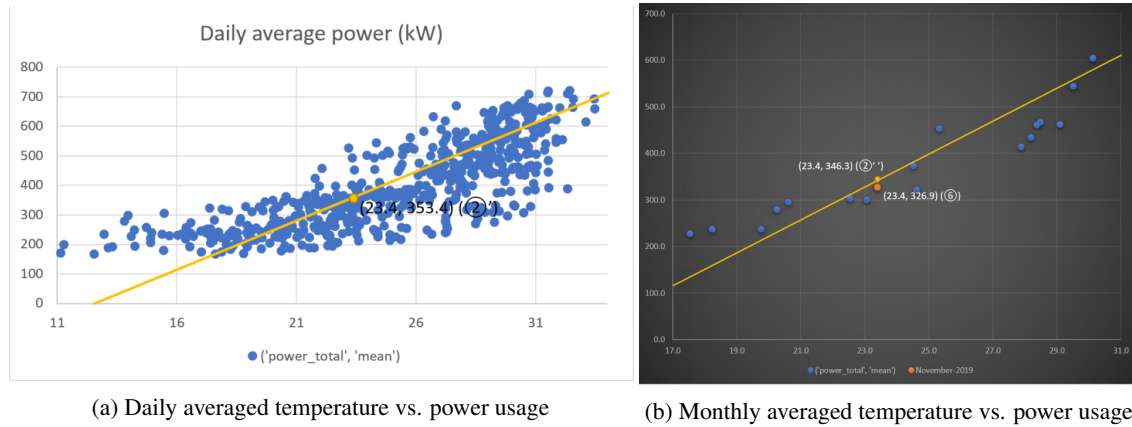 Daily average power (kW)
800
700
600
500
400
300
200
100
0
(23.4, 353.4) (②')
11 16 21 26 31
('power_total', 'mean')
(a) Daily averaged temperature vs. power usage
700.0
600.0
500.0
400.0
300.0
200.0
100.0
0.0
(23.4, 346.3) (②'')
(23.4, 326.9) (⑥)
17.0 19.0 21.0 23.0 25.0 27.0 29.0 31.0
('power_total', 'mean') November-2019
(b) Monthly averaged temperature vs. power usage